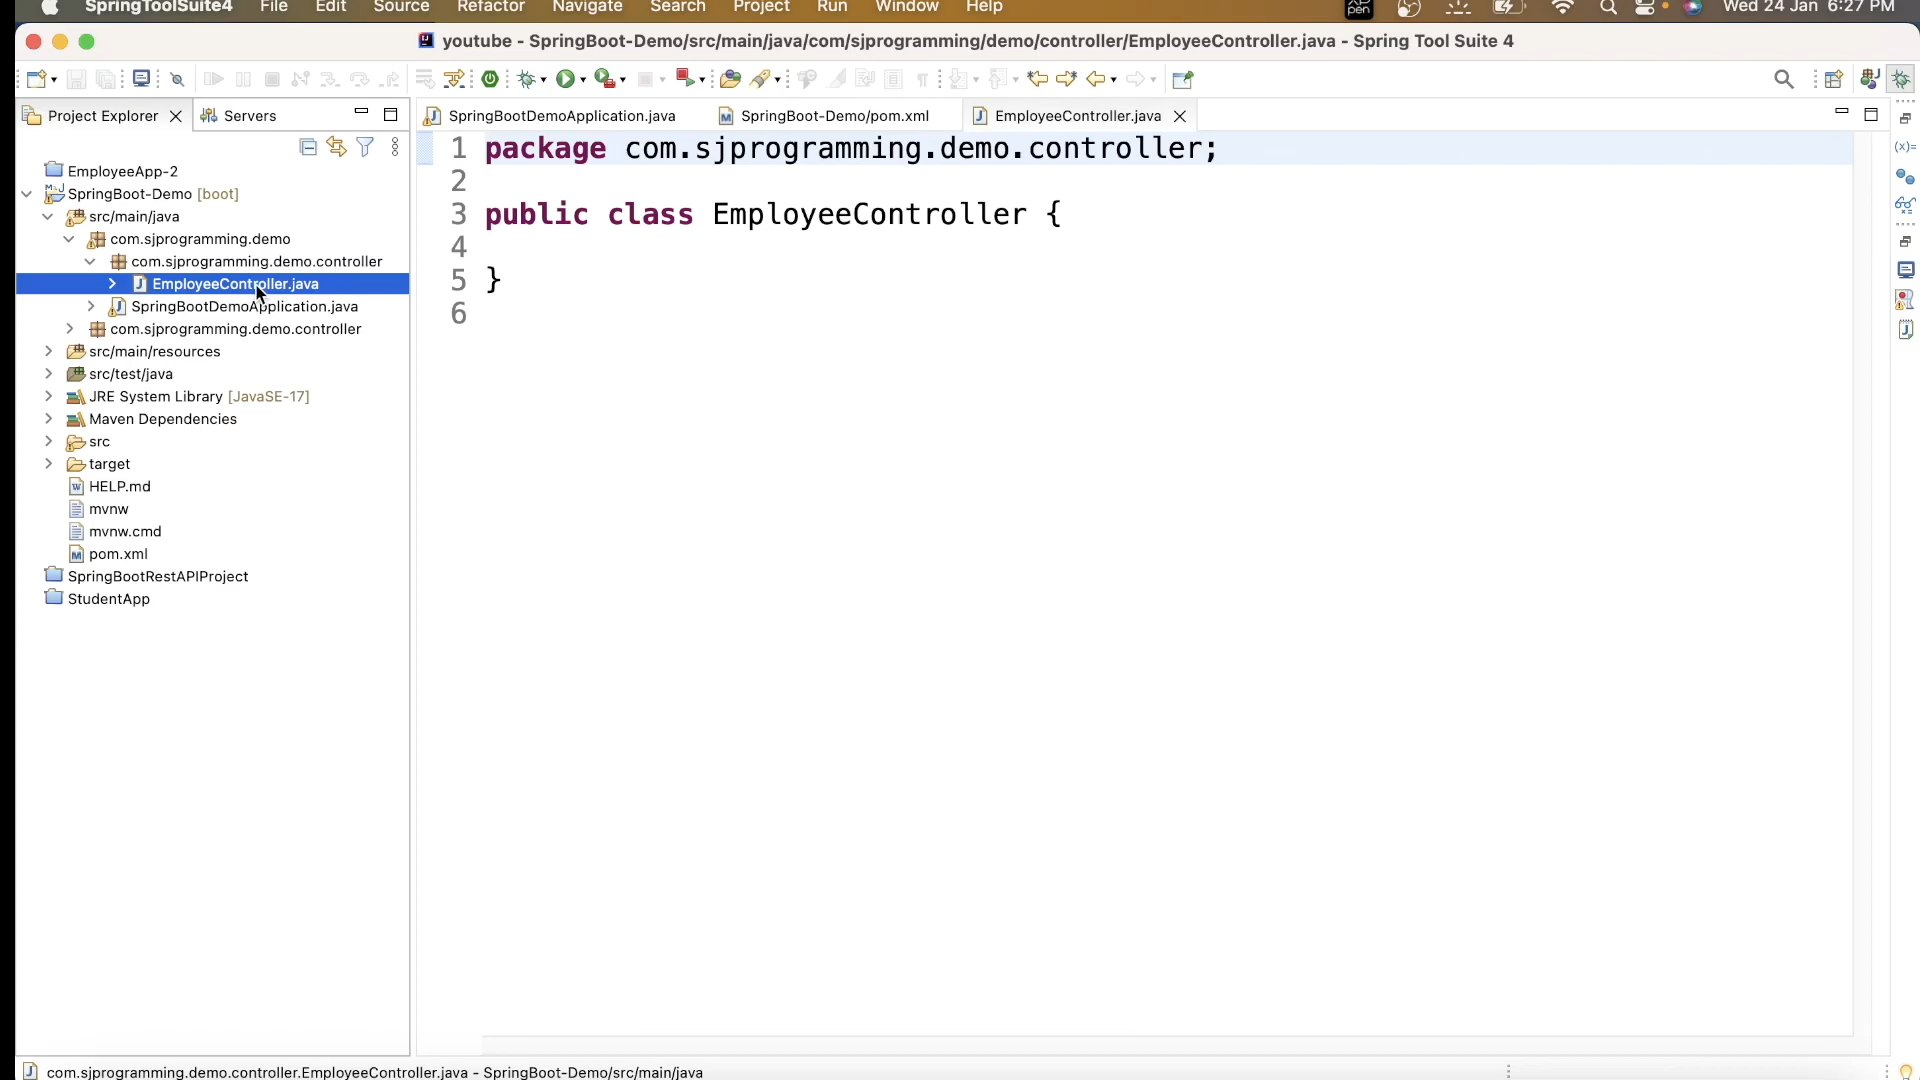 SpringToolSuite4 File Edit Source Refactor Navigate Search Project Run Window Help XP pen Wed 24 Jan 6:27 PM
youtube - SpringBoot-Demo/src/main/java/com/sjprogramming/demo/controller/EmployeeController.java - Spring Tool Suite 4
Project Explorer Servers
SpringBootDemoApplication.java SpringBoot-Demo/pom.xml EmployeeController.java
EmployeeApp-2
SpringBoot-Demo [boot]
src/main/java
com.sjprogramming.demo
com.sjprogramming.demo.controller
EmployeeController.java
SpringBootDemoApplication.java
com.sjprogramming.demo.controller
src/main/resources
src/test/java
JRE System Library [JavaSE-17]
Maven Dependencies
src
target
HELP.md
mvnw
mvnw.cmd
pom.xml
SpringBootRestAPIProject
StudentApp
1 package com.sjprogramming.demo.controller;
2
3 public class EmployeeController {
4
5 }
6
(x)=
com.sjprogramming.demo.controller.EmployeeController.java - SpringBoot-Demo/src/main/java